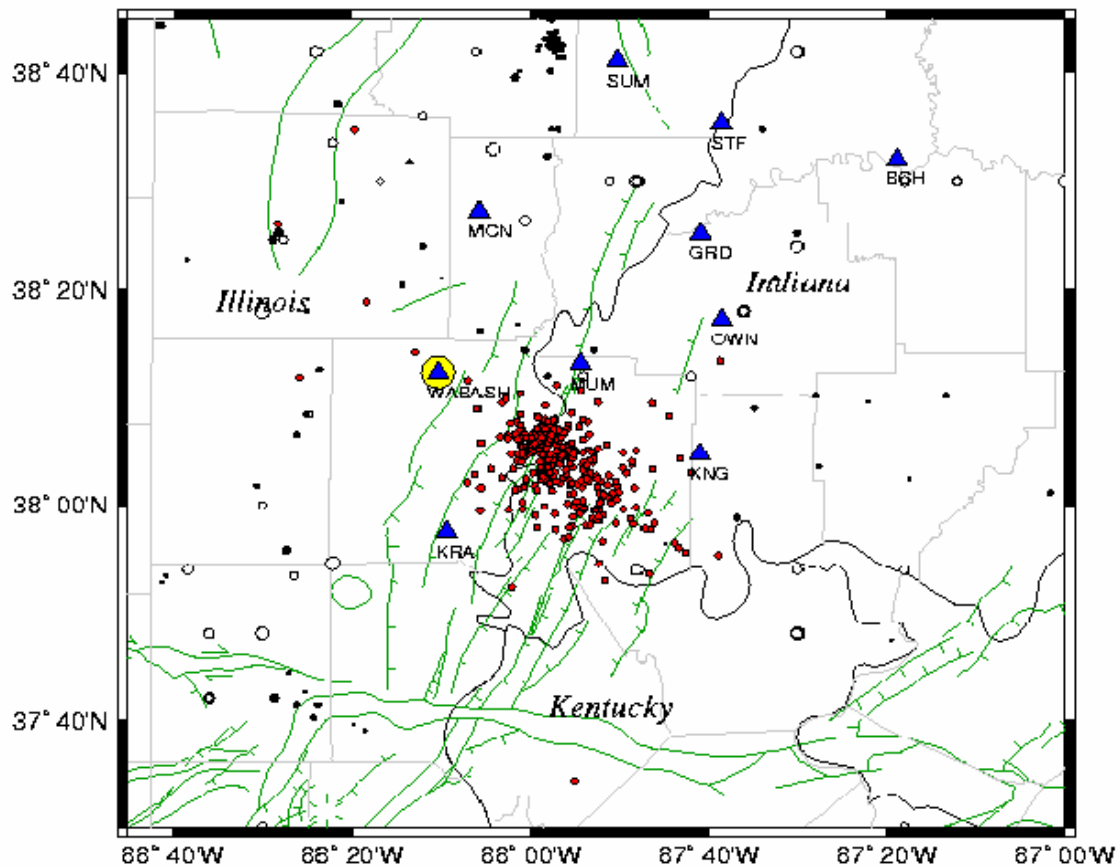 38°40'N
SUM
STF
BGH
38°20'N
MCN
GRD
Illinois
Indiana
OWN
WABASH
MUM
38°00'N
KNG
KRA
37°40'N
Kentucky
88°40'W 88°20'W 88°00'W 87°40'W 87°20'W 87°00'W